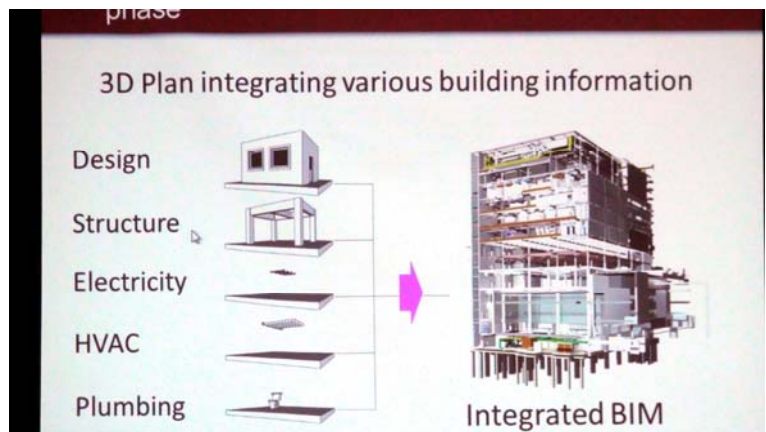 phase
3D Plan integrating various building information
Design
Structure
Electricity
HVAC
Plumbing
Integrated BIM